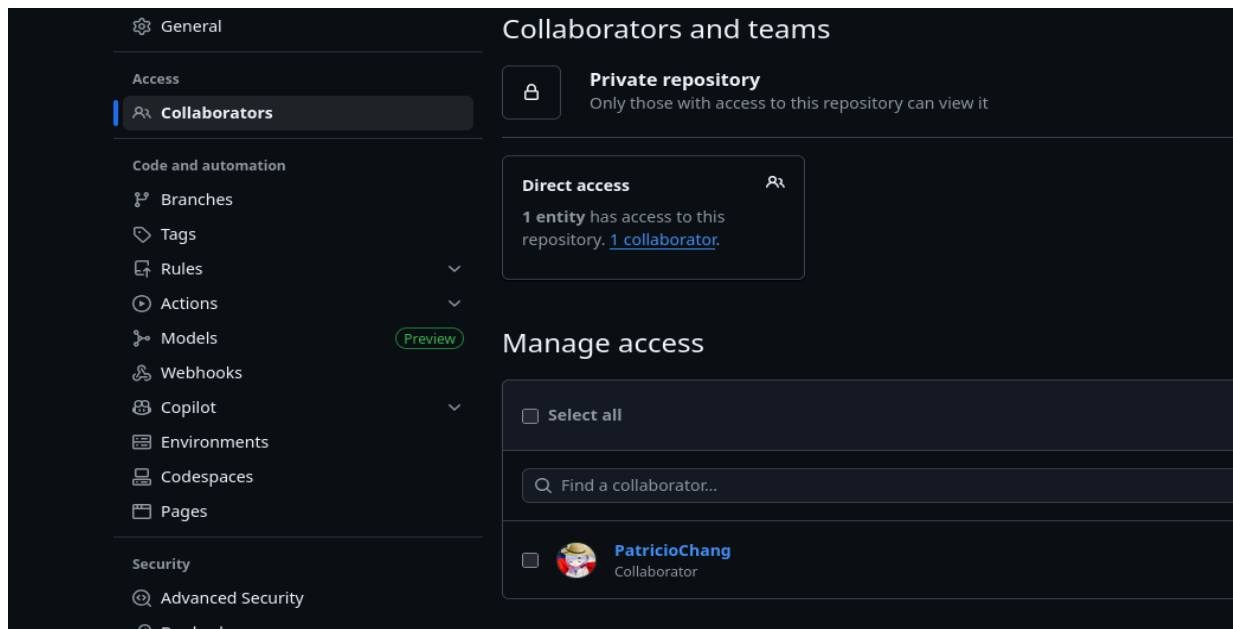 General
Access
Collaborators
Code and automation
Branches
Tags
Rules
Actions
Models
Preview
Webhooks
Copilot
Environments
Codespaces
Pages
Security
Advanced Security
Collaborators and teams
Private repository
Only those with access to this repository can view it
Direct access
1 entity has access to this
repository. 1 collaborator.
Manage access
Select all
Find a collaborator...
PatricioChang
Collaborator